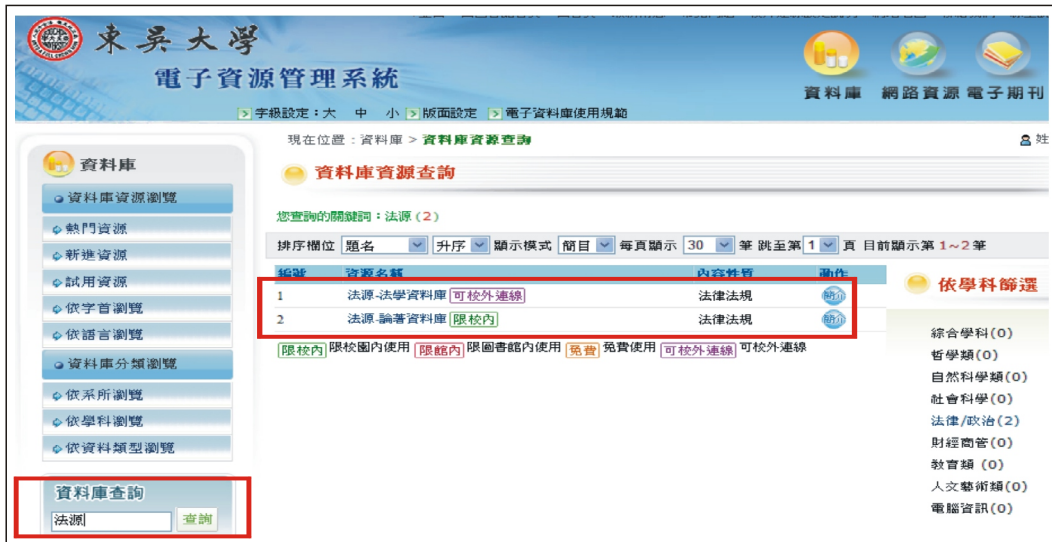 東吳大學
電子資源管理系統
資料庫 網路資源 電子期刊
字級設定：大 中 小 版面設定 電子資料庫使用規範
現在位置：資料庫 > 資料庫資源查詢
姓
資料庫
資料庫資源瀏覽
熱門資源
新進資源
試用資源
依字首瀏覽
依語言瀏覽
資料庫分類瀏覽
依系所瀏覽
依學科瀏覽
依資料類型瀏覽
資料庫查詢
法源 查詢
資料庫資源查詢
您查詢的關鍵詞：法源 (2)
排序欄位 題名 升序 顯示模式 簡目 每頁顯示 30 筆 跳至第 1 頁 目前顯示第 1~2 筆
編號 資源名稱 內容性質 動作
1 法源-法學資料庫 可校外連線 法律法規 簡介
2 法源-論著資料庫 限校內 法律法規 簡介
限校內 限校園內使用 限館內 限圖書館內使用 免費 免費使用 可校外連線 可校外連線
依學科篩選
綜合學科(0)
哲學類(0)
自然科學類(0)
社會科學(0)
法律/政治(2)
財經商管(0)
教育類 (0)
人文藝術類(0)
電腦資訊(0)